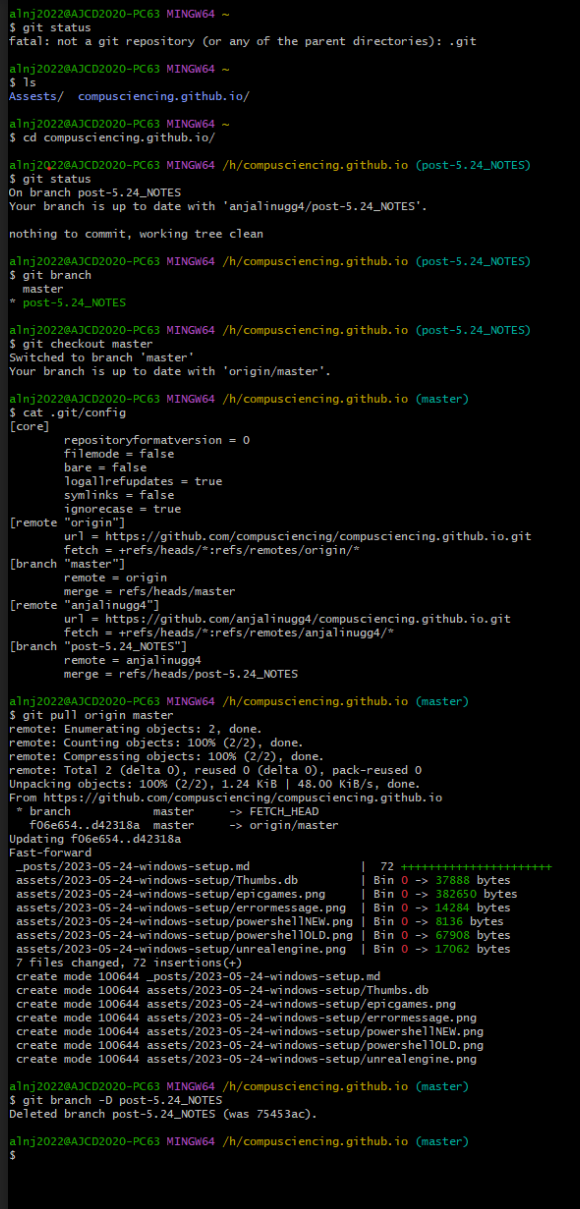 alnj2022@AJCD2020-PC63 MINGW64 ~
$ git status
fatal: not a git repository (or any of the parent directories): .git

alnj2022@AJCD2020-PC63 MINGW64 ~
$ ls
Assests/  compusciencing.github.io/

alnj2022@AJCD2020-PC63 MINGW64 ~
$ cd compusciencing.github.io/

alnj2022@AJCD2020-PC63 MINGW64 /h/compusciencing.github.io (post-5.24_NOTES)
$ git status
On branch post-5.24_NOTES
Your branch is up to date with 'anjalinugg4/post-5.24_NOTES'.

nothing to commit, working tree clean

alnj2022@AJCD2020-PC63 MINGW64 /h/compusciencing.github.io (post-5.24_NOTES)
$ git branch
  master
* post-5.24_NOTES

alnj2022@AJCD2020-PC63 MINGW64 /h/compusciencing.github.io (post-5.24_NOTES)
$ git checkout master
Switched to branch 'master'
Your branch is up to date with 'origin/master'.

alnj2022@AJCD2020-PC63 MINGW64 /h/compusciencing.github.io (master)
$ cat .git/config
[core]
        repositoryformatversion = 0
        filemode = false
        bare = false
        logallrefupdates = true
        symlinks = false
        ignorecase = true
[remote "origin"]
        url = https://github.com/compusciencing/compusciencing.github.io.git
        fetch = +refs/heads/*:refs/remotes/origin/*
[branch "master"]
        remote = origin
        merge = refs/heads/master
[remote "anjalinugg4"]
        url = https://github.com/anjalinugg4/compusciencing.github.io.git
        fetch = +refs/heads/*:refs/remotes/anjalinugg4/*
[branch "post-5.24_NOTES"]
        remote = anjalinugg4
        merge = refs/heads/post-5.24_NOTES

alnj2022@AJCD2020-PC63 MINGW64 /h/compusciencing.github.io (master)
$ git pull origin master
remote: Enumerating objects: 2, done.
remote: Counting objects: 100% (2/2), done.
remote: Compressing objects: 100% (2/2), done.
remote: Total 2 (delta 0), reused 0 (delta 0), pack-reused 0
Unpacking objects: 100% (2/2), 1.24 KiB | 48.00 KiB/s, done.
From https://github.com/compusciencing/compusciencing.github.io
 * branch            master     -> FETCH_HEAD
   f06e654..d42318a  master     -> origin/master
Updating f06e654..d42318a
Fast-forward
 _posts/2023-05-24-windows-setup.md                |  72 ++++++++++++++++++++++
 assets/2023-05-24-windows-setup/Thumbs.db         | Bin 0 -> 37888 bytes
 assets/2023-05-24-windows-setup/epicgames.png     | Bin 0 -> 382650 bytes
 assets/2023-05-24-windows-setup/errormessage.png  | Bin 0 -> 14284 bytes
 assets/2023-05-24-windows-setup/powershellNEW.png | Bin 0 -> 8136 bytes
 assets/2023-05-24-windows-setup/powershellOLD.png | Bin 0 -> 67908 bytes
 assets/2023-05-24-windows-setup/unrealengine.png  | Bin 0 -> 17062 bytes
 7 files changed, 72 insertions(+)
 create mode 100644 _posts/2023-05-24-windows-setup.md
 create mode 100644 assets/2023-05-24-windows-setup/Thumbs.db
 create mode 100644 assets/2023-05-24-windows-setup/epicgames.png
 create mode 100644 assets/2023-05-24-windows-setup/errormessage.png
 create mode 100644 assets/2023-05-24-windows-setup/powershellNEW.png
 create mode 100644 assets/2023-05-24-windows-setup/powershellOLD.png
 create mode 100644 assets/2023-05-24-windows-setup/unrealengine.png

alnj2022@AJCD2020-PC63 MINGW64 /h/compusciencing.github.io (master)
$ git branch -D post-5.24_NOTES
Deleted branch post-5.24_NOTES (was 75453ac).

alnj2022@AJCD2020-PC63 MINGW64 /h/compusciencing.github.io (master)
$